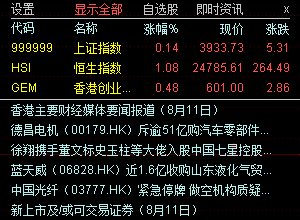 设置 显示全部 自选股 即时资讯 x
代码 名称 涨幅% 现价 涨跌
999999 上证指数 0.14 3933.73 5.31
HSI 恒生指数 1.08 24785.61 264.49
GEM 香港创业... 0.48 601.00 2.86
香港主要财经媒体要闻报道（8月11日）
德昌电机（00179.HK）斥逾51亿购汽车零部件...
徐翔携手董文标史玉柱等大佬入股中国七星控股...
蓝天威（06828.HK）近1.6亿收购山东液化气贸...
中国光纤（03777.HK）'紧急停牌 做空机构质疑...
新上市及/或可交易证券（8月11日）